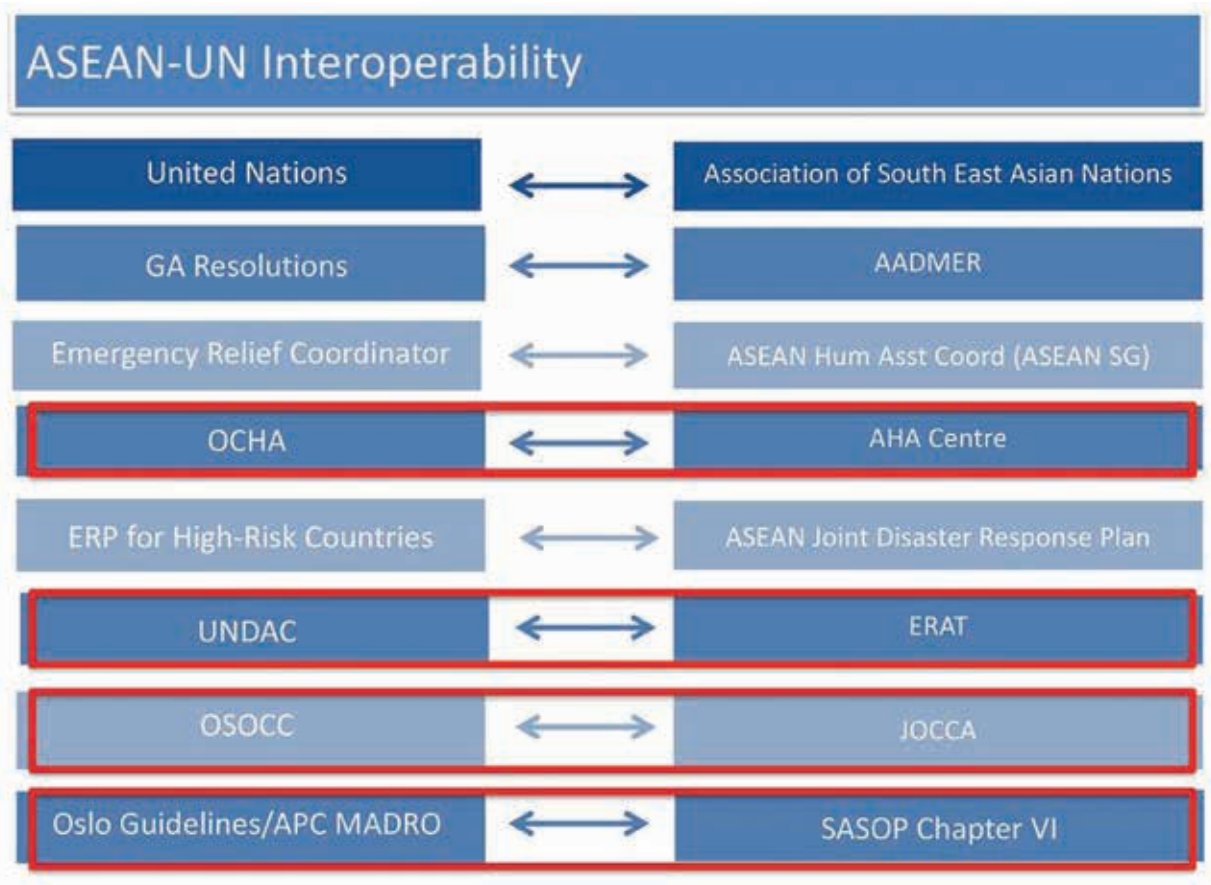 ASEAN-UN Interoperability
United Nations
Association of South East Asian Nations
GA Resolutions
AADMER
Emergency Relief Coordinator
ASEAN Hum Asst Coord (ASEAN SG)
OCHA
AHA Centre
ERP for High-Risk Countries
ASEAN Joint Disaster Response Plan
UNDAC
ERAT
OSOCC
JOCCA
Oslo Guidelines/APC MADRO
SASOP Chapter VI